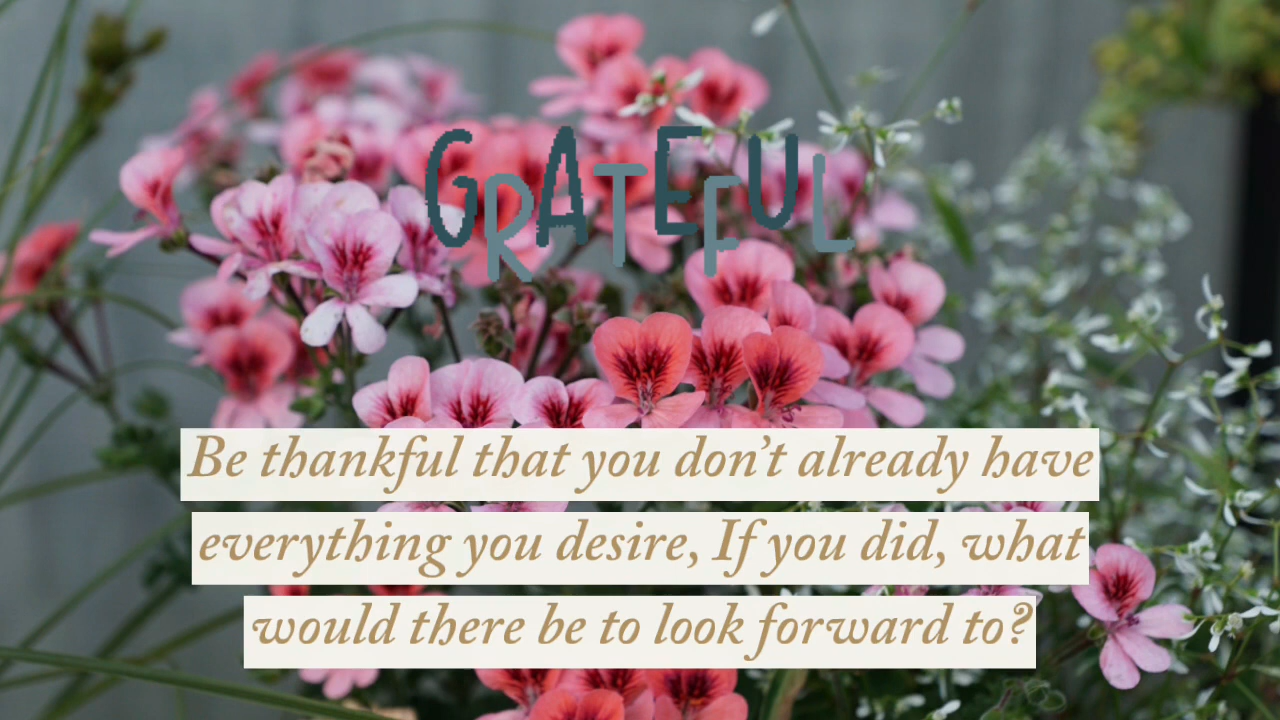 GRATEFUL
Be thankful that you don't already have
everything you desire, If you did, what
would there be to look forward to?